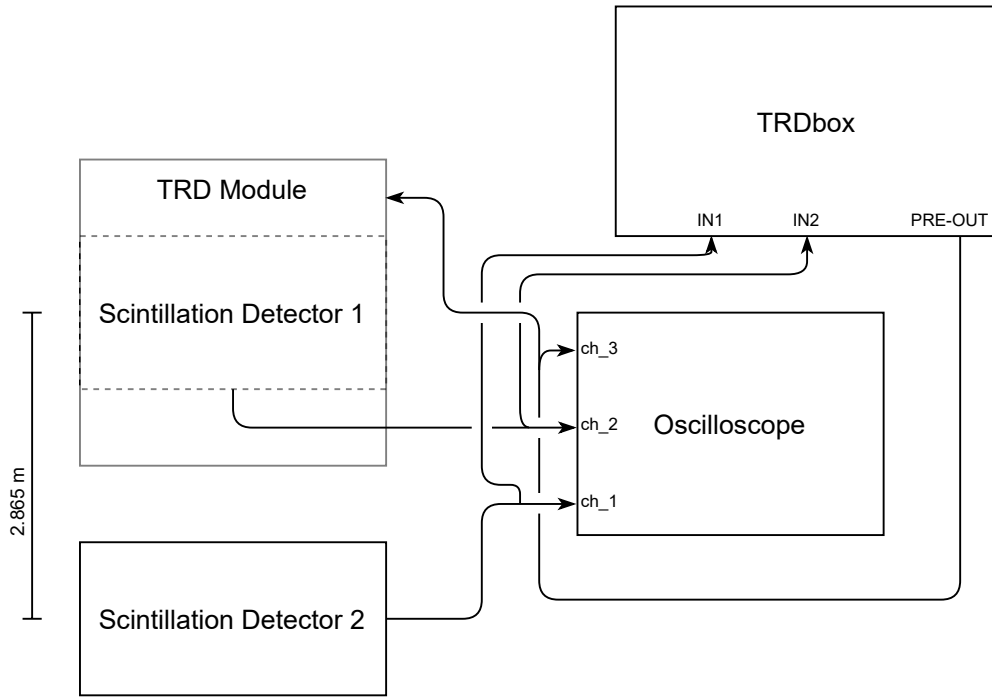 TRDbox
TRD Module
IN1
IN2
PRE-OUT
Scintillation Detector 1
ch_3
ch_2
Oscilloscope
ch_1
2.865 m
Scintillation Detector 2